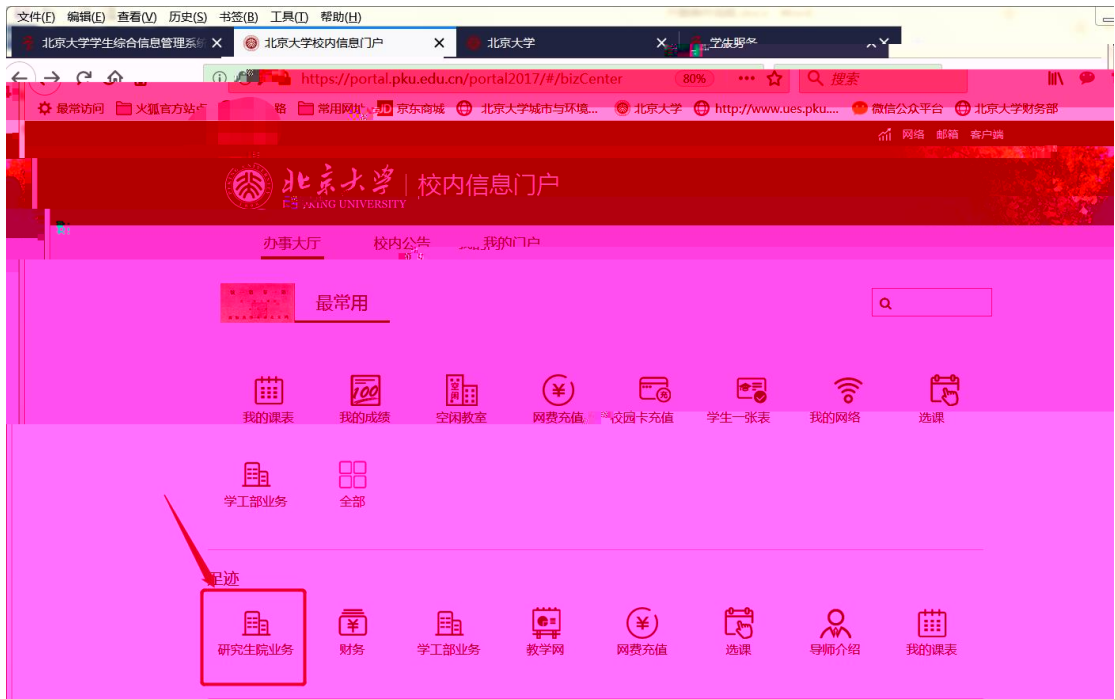 文件(F) 编辑(E) 查看(V) 历史(S) 书签(B) 工具(T) 帮助(H)
北京大学学生综合信息管理系统 北京大学校内信息门户 北京大学
https://portal.pku.edu.cn/portal2017/#/bizCenter 80% 搜索
最常访问 火狐官方站点 常用网址 JD 京东商城 北京大学城市与环境... 北京大学 http://www.ues.pku.... 微信公众平台 北京大学财务部
网络 邮箱 客户端
北京大学 校内信息门户
PEKING UNIVERSITY
办事大厅 校内公告 我的门户
最常用
我的课表 我的成绩 空闲教室 网费充值 校园卡充值 学生一张表 我的网络 选课
学工部业务 全部
足迹
研究生院业务 财务 学工部业务 教学网 网费充值 选课 导师介绍 我的课表